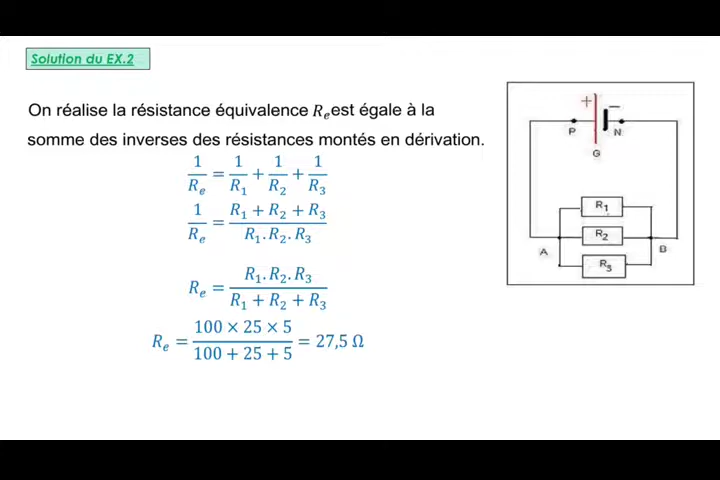 Solution du EX.2
On réalise la résistance équivalence Rₑ est égale à la
somme des inverses des résistances montés en dérivation.
1/Rₑ = 1/R₁ + 1/R₂ + 1/R₃
1/Rₑ = (R₁ + R₂ + R₃)/(R₁. R₂. R₃)
Rₑ = (R₁. R₂. R₃)/(R₁ + R₂ + R₃)
Rₑ = (100 × 25 × 5)/(100 + 25 + 5) = 27,5 Ω
+ −
P N
G
R₁
R₂
A B
R₃